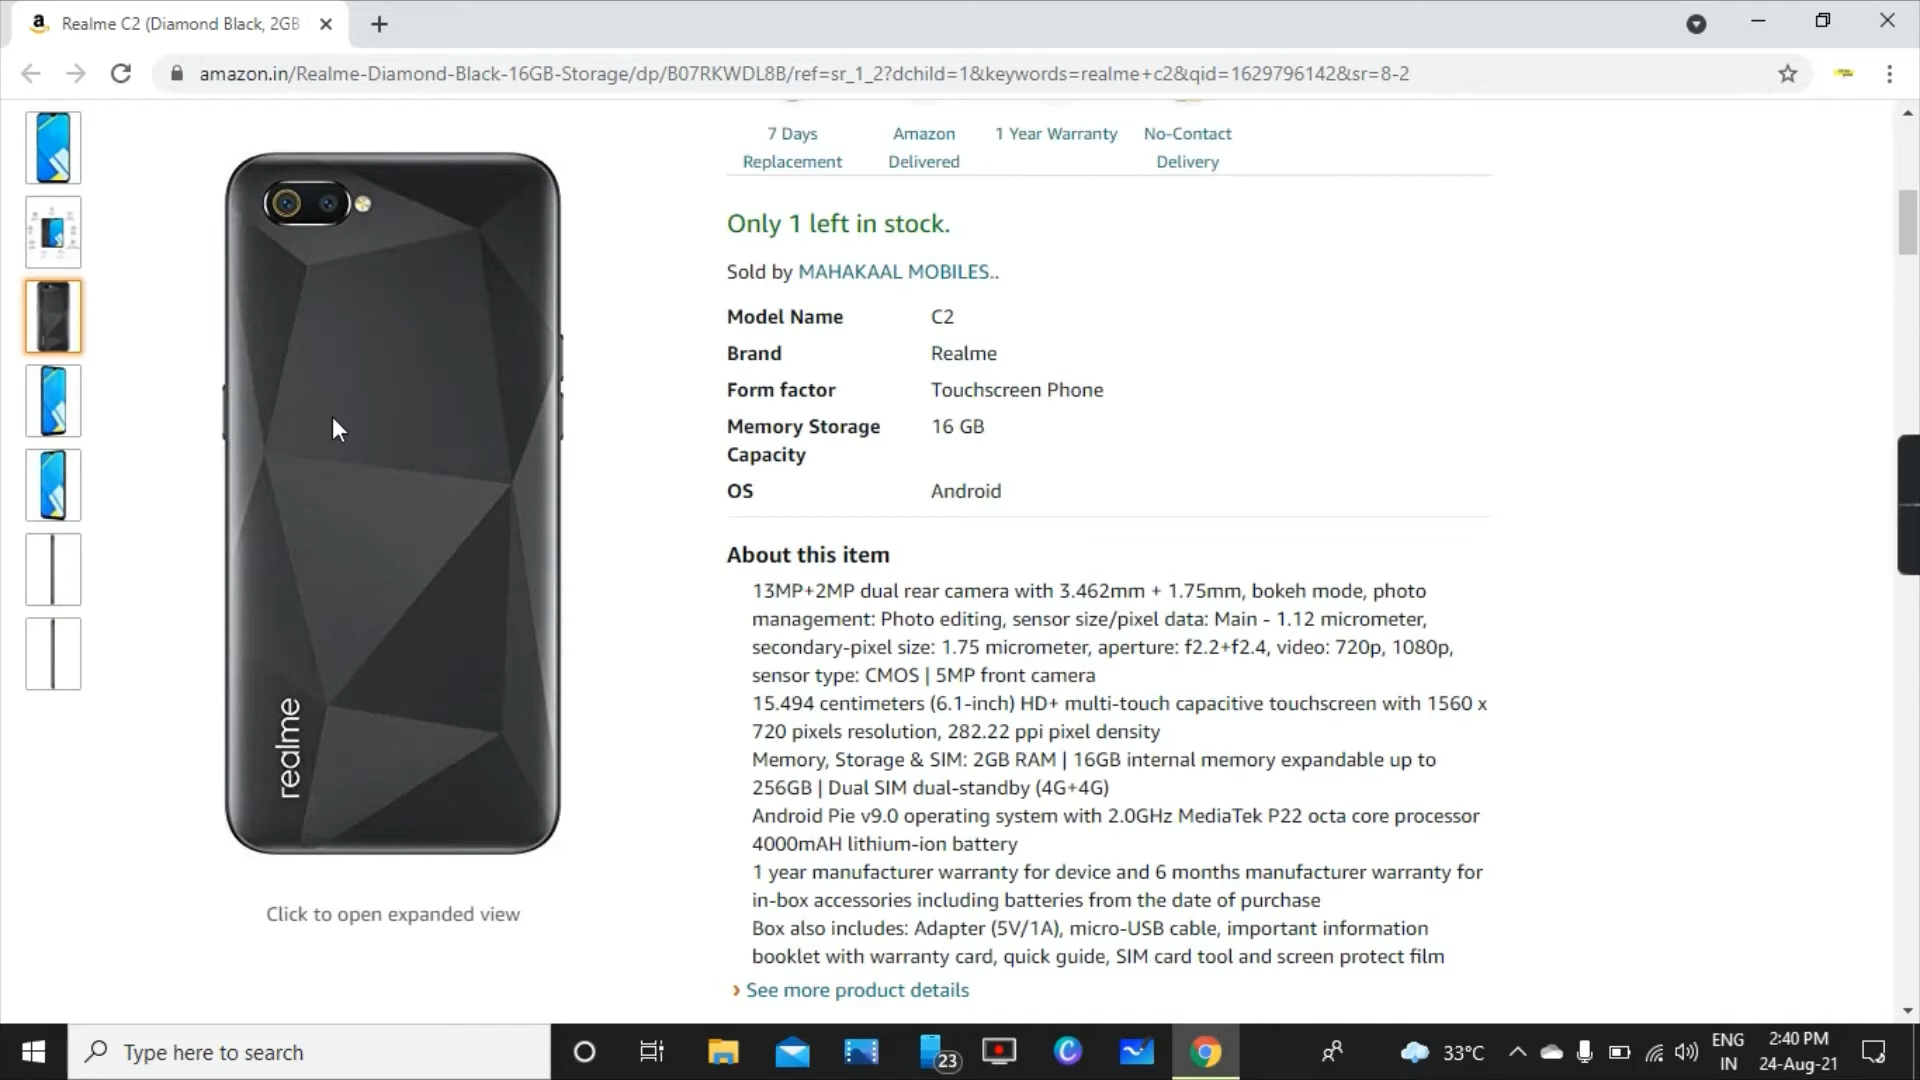 Realme C2 (Diamond Black, 2GB
amazon.in/Realme-Diamond-Black-16GB-Storage/dp/B07RKWDL8B/ref=sr_1_2?dchild=1&keywords=realme+c2&qid=1629796142&sr=8-2
7 Days Replacement
Amazon Delivered
1 Year Warranty
No-Contact Delivery
Only 1 left in stock.
Sold by MAHAKAAL MOBILES..
Model Name C2
Brand Realme
Form factor Touchscreen Phone
Memory Storage Capacity 16 GB
OS Android
About this item
13MP+2MP dual rear camera with 3.462mm + 1.75mm, bokeh mode, photo
management: Photo editing, sensor size/pixel data: Main - 1.12 micrometer,
secondary-pixel size: 1.75 micrometer, aperture: f2.2+f2.4, video: 720p, 1080p,
sensor type: CMOS | 5MP front camera
15.494 centimeters (6.1-inch) HD+ multi-touch capacitive touchscreen with 1560 x
720 pixels resolution, 282.22 ppi pixel density
Memory, Storage & SIM: 2GB RAM | 16GB internal memory expandable up to
256GB | Dual SIM dual-standby (4G+4G)
Android Pie v9.0 operating system with 2.0GHz MediaTek P22 octa core processor
4000mAH lithium-ion battery
1 year manufacturer warranty for device and 6 months manufacturer warranty for
in-box accessories including batteries from the date of purchase
Box also includes: Adapter (5V/1A), micro-USB cable, important information
booklet with warranty card, quick guide, SIM card tool and screen protect film
› See more product details
realme
Click to open expanded view
Type here to search
23
33°C
ENG
IN
2:40 PM
24-Aug-21